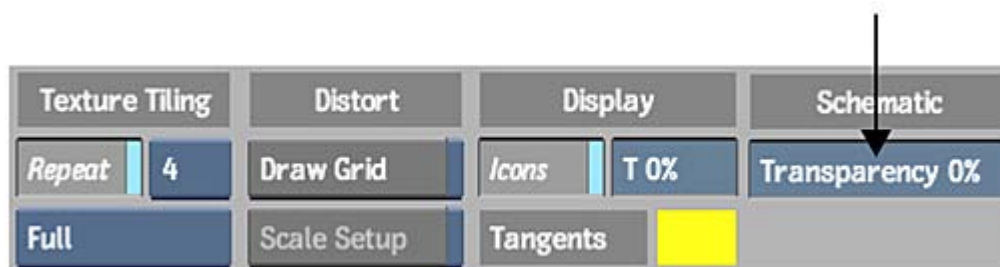 Texture Tiling Distort Display Schematic
Repeat 4 Draw Grid Icons T 0% Transparency 0%
Full Scale Setup Tangents